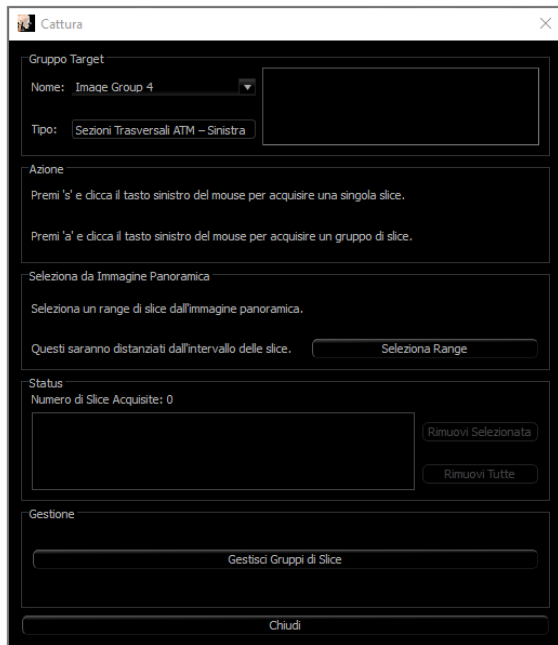 Cattura
Gruppo Target
Nome: Image Group 4
Tipo: Sezioni Trasversali ATM – Sinistra
Azione
Premi 's' e clicca il tasto sinistro del mouse per acquisire una singola slice.
Premi 'a' e clicca il tasto sinistro del mouse per acquisire un gruppo di slice.
Seleziona da Immagine Panoramica
Seleziona un range di slice dall'immagine panoramica.
Questi saranno distanziati dall'intervallo delle slice. Seleziona Range
Status
Numero di Slice Acquisite: 0
Rimuovi Selezionata
Rimuovi Tutte
Gestione
Gestisci Gruppi di Slice
Chiudi